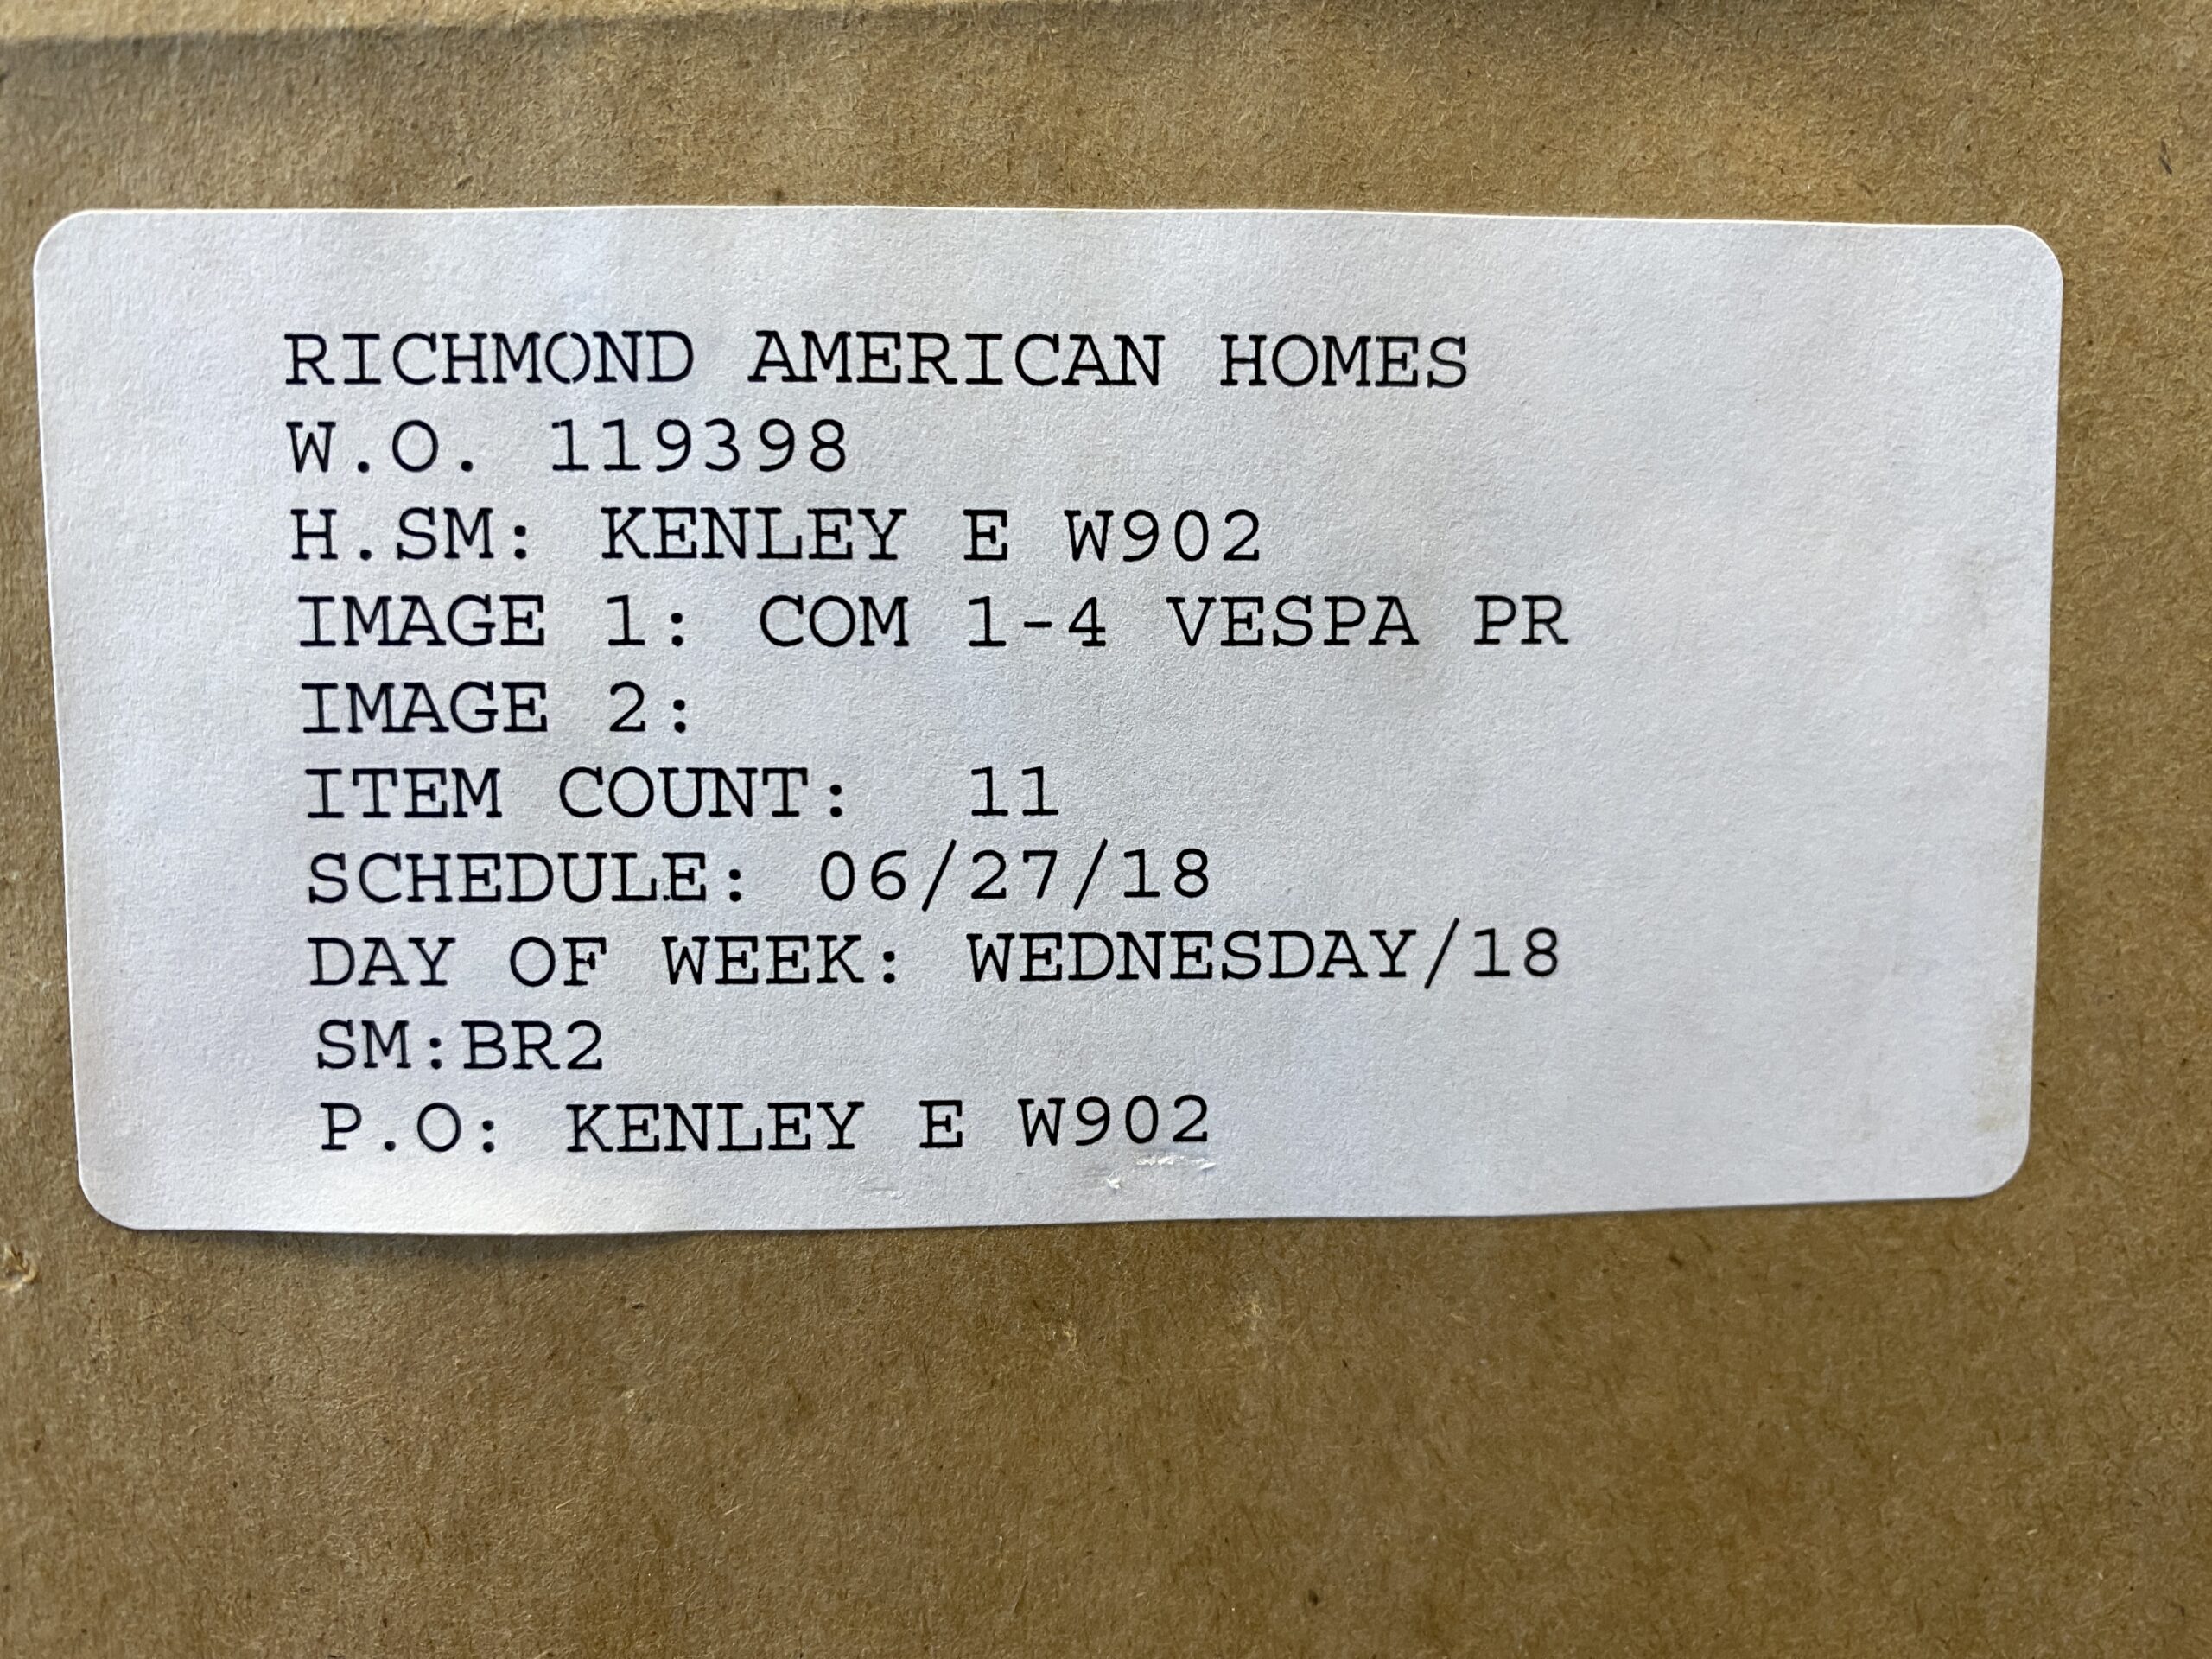 RICHMOND AMERICAN HOMES
W.O. 119398
H.SM: KENLEY E W902
IMAGE 1: COM 1-4 VESPA PR
IMAGE 2:
ITEM COUNT: 11
SCHEDULE: 06/27/18
DAY OF WEEK: WEDNESDAY/18
SM:BR2
P.O: KENLEY E W902